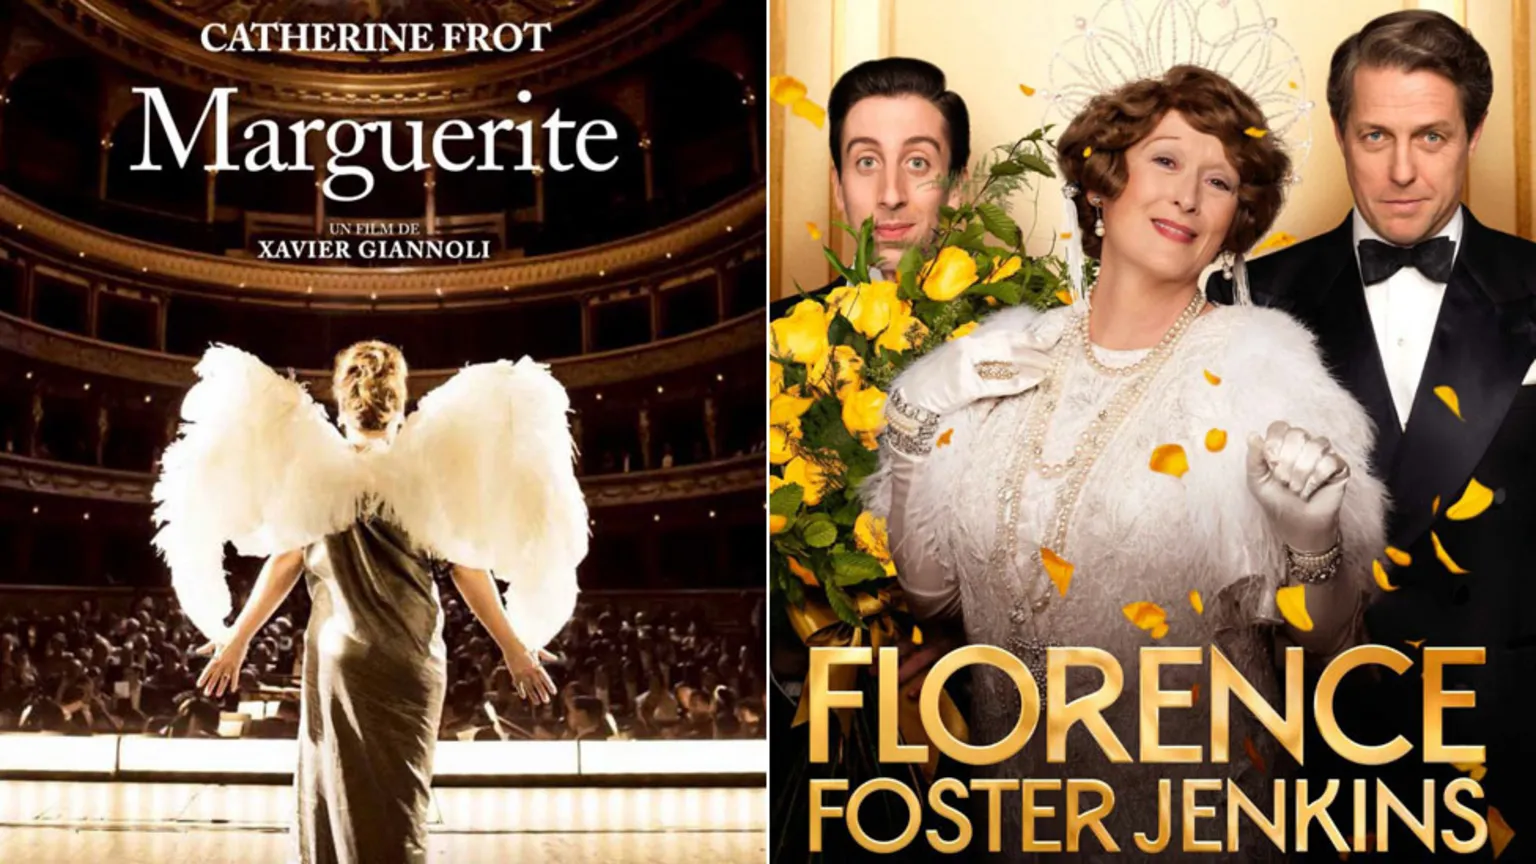 CATHERINE FROT
Marguerite
UN FILM DE
XAVIER GIANNOLI
FLORENCE
FOSTER JENKINS